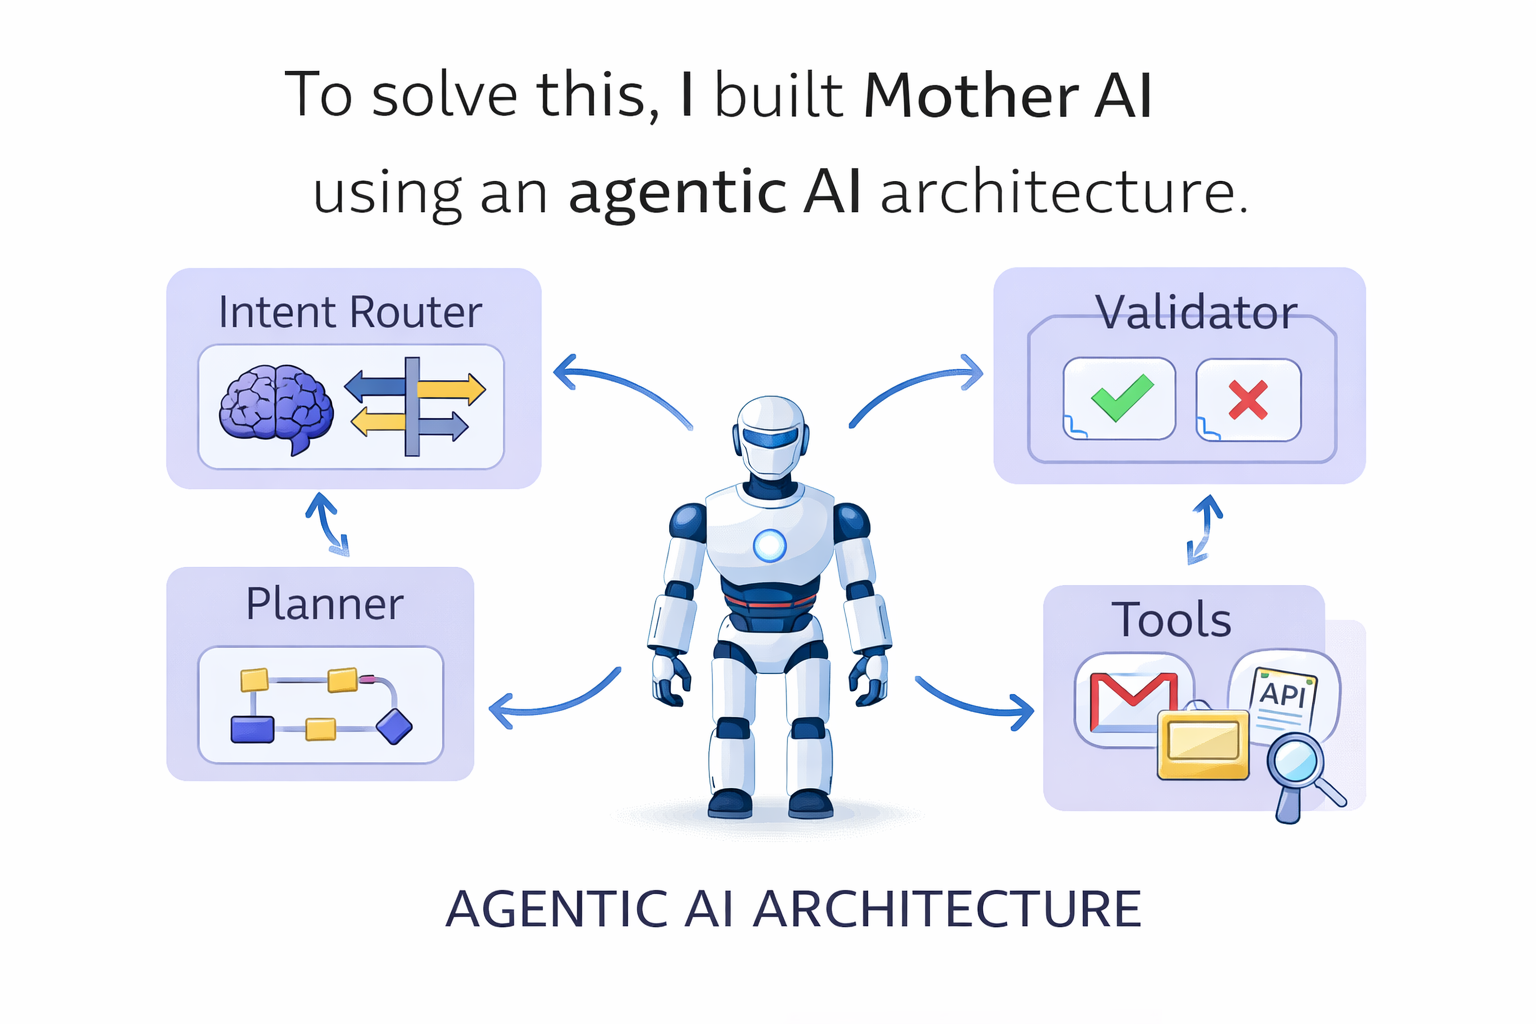 To solve this, I built Mother AI
using an agentic AI architecture.
Intent Router
Validator
Planner
Tools
API
AGENTIC AI ARCHITECTURE